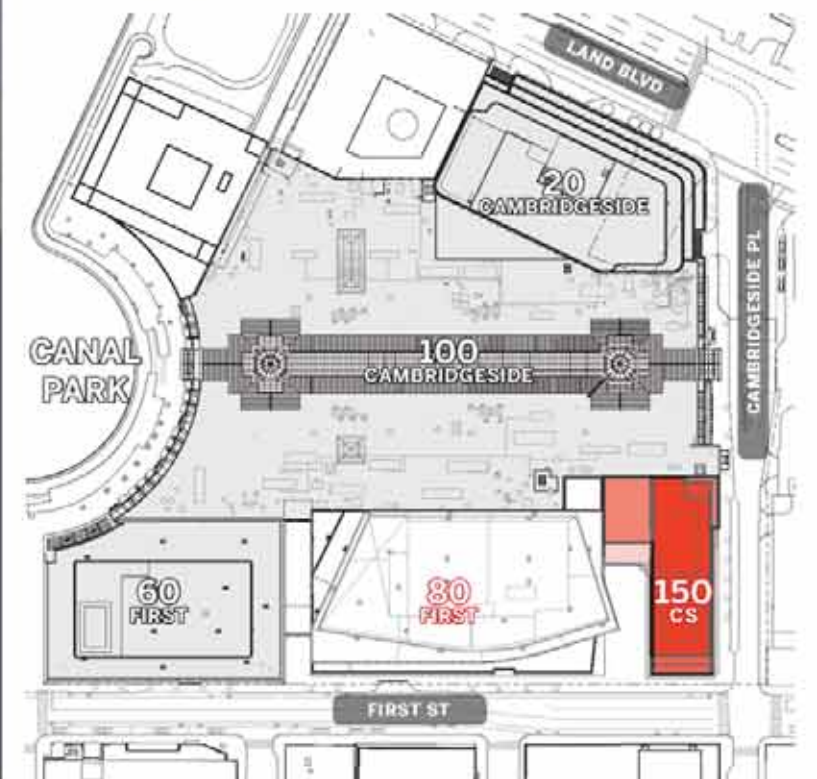 LAND BLVD
20
CAMBRIDGESIDE
CAMBRIDGESIDE PL
CANAL
PARK
100
CAMBRIDGESIDE
60
FIRST
80
FIRST
150
CS
FIRST ST